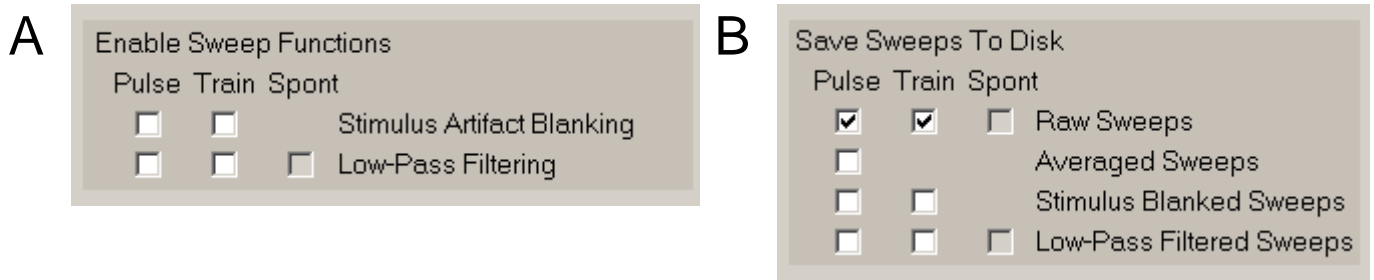 A
Enable Sweep Functions
Pulse Train Spont
Stimulus Artifact Blanking
Low-Pass Filtering
B
Save Sweeps To Disk
Pulse Train Spont
Raw Sweeps
Averaged Sweeps
Stimulus Blanked Sweeps
Low-Pass Filtered Sweeps